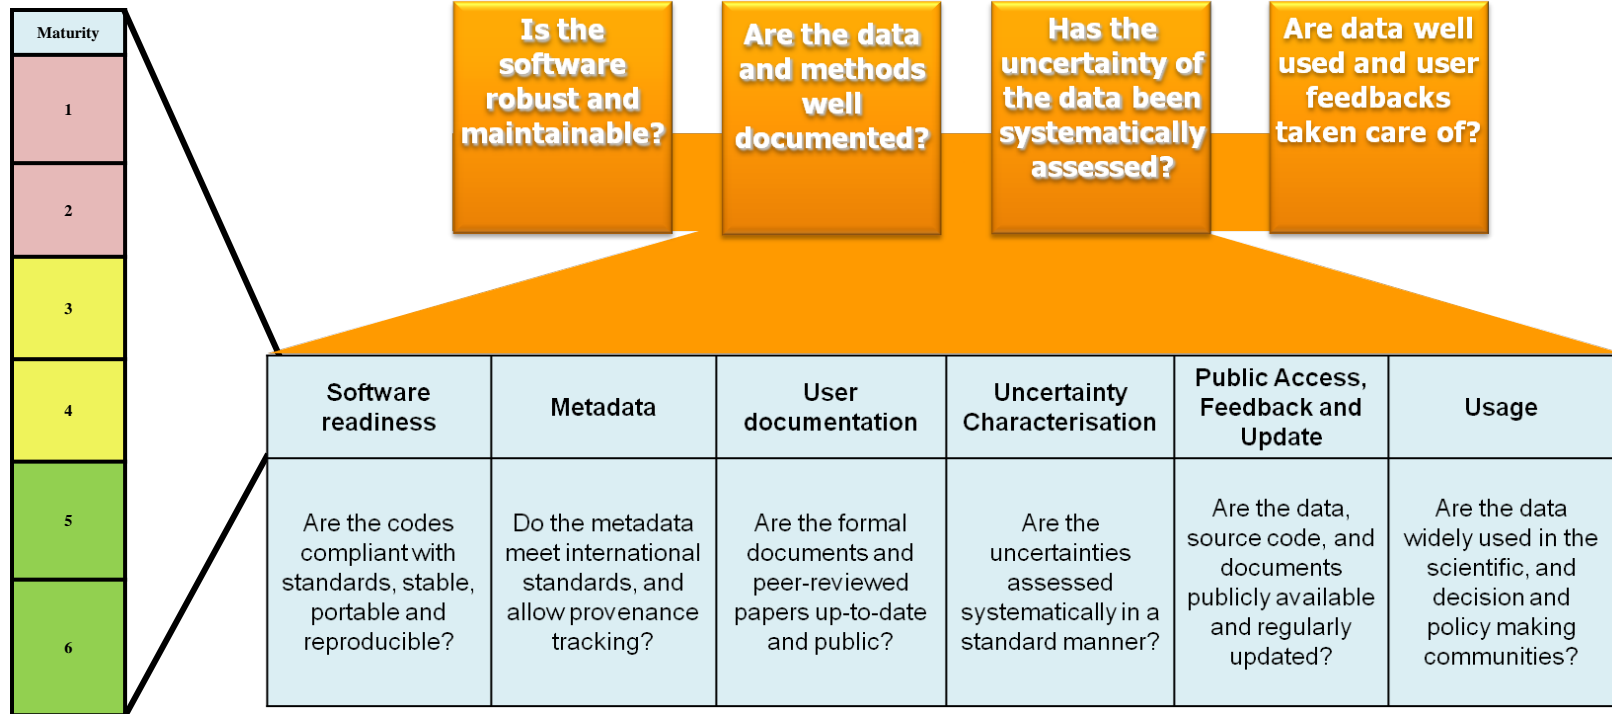 Maturity
1
2
3
4
5
6
Is the
software
robust and
maintainable?
Are the data
and methods
well
documented?
Has the
uncertainty of
the data been
systematically
assessed?
Are data well
used and user
feedbacks
taken care of?
Software
readiness
Metadata
User
documentation
Uncertainty
Characterisation
Public Access,
Feedback and
Update
Usage
Are the codes
compliant with
standards, stable,
portable and
reproducible?
Do the metadata
meet international
standards, and
allow provenance
tracking?
Are the formal
documents and
peer-reviewed
papers up-to-date
and public?
Are the
uncertainties
assessed
systematically in a
standard manner?
Are the data,
source code, and
documents
publicly available
and regularly
updated?
Are the data
widely used in the
scientific, and
decision and
policy making
communities?